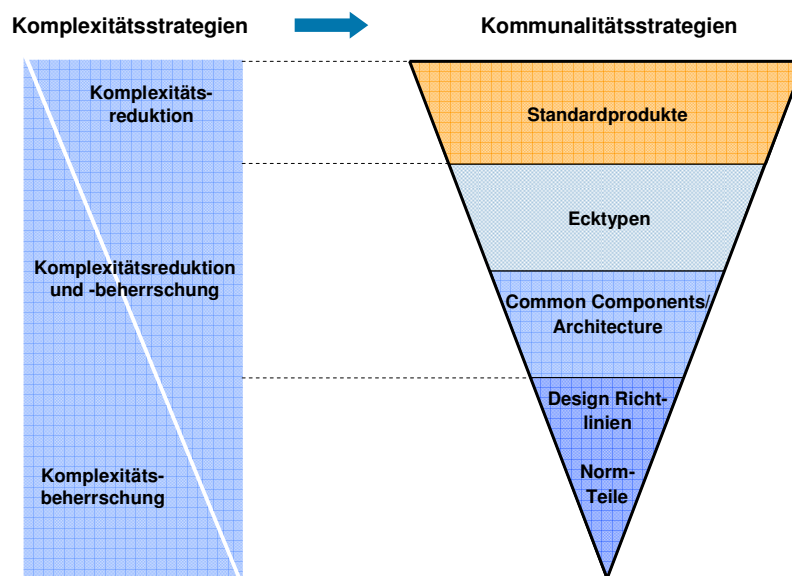 Komplexitätsstrategien
Kommunalitätsstrategien
Komplexitäts-
reduktion
Komplexitätsreduktion
und -beherrschung
Komplexitäts-
beherrschung
Standardprodukte
Ecktypen
Common Components/
Architecture
Design Richt-
linien
Norm-
Teile